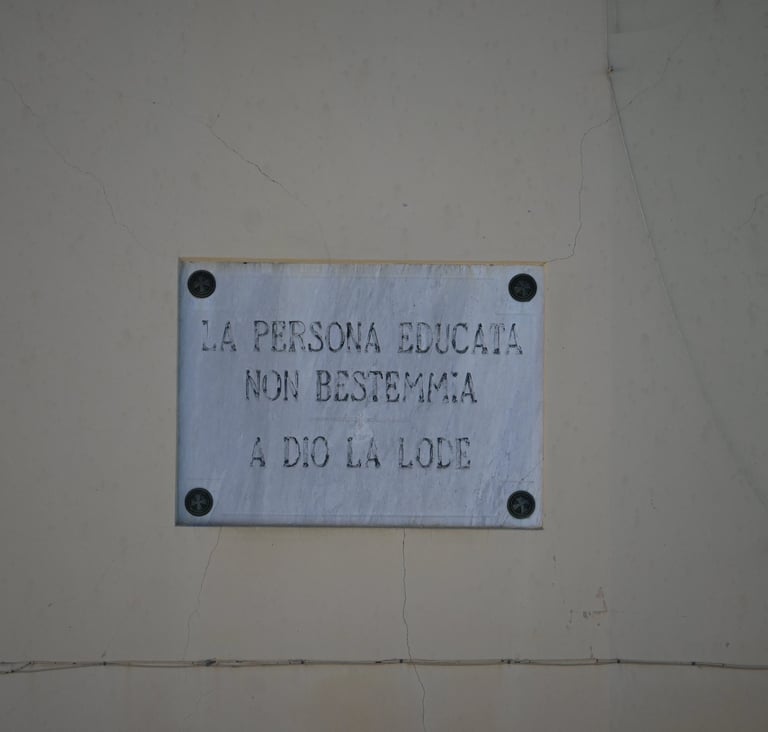 LA PERSONA EDUCATA
NON BESTEMMIA
A DIO LA LODE